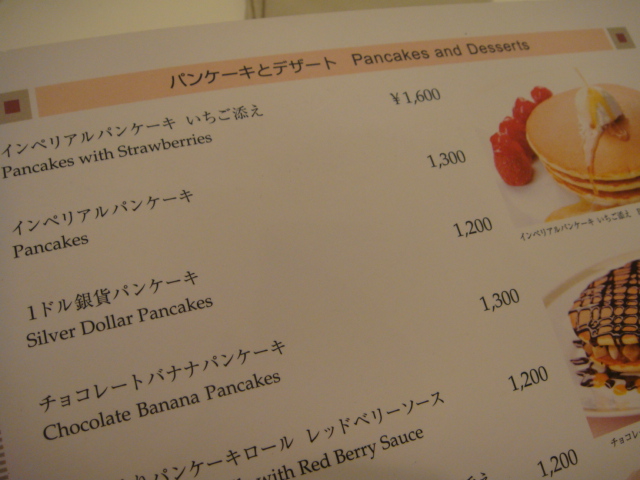 パンケーキとデザート Pancakes and Desserts
インペリアルパンケーキ いちご添え ¥1,600
Pancakes with Strawberries
インペリアルパンケーキ 1,300
Pancakes
1ドル銀貨パンケーキ 1,200
Silver Dollar Pancakes
チョコレートバナナパンケーキ 1,300
Chocolate Banana Pancakes
パンケーキロール レッドベリーソース 1,200
with Red Berry Sauce
1,200
インペリアルパンケーキ いちご添え
チョコレ